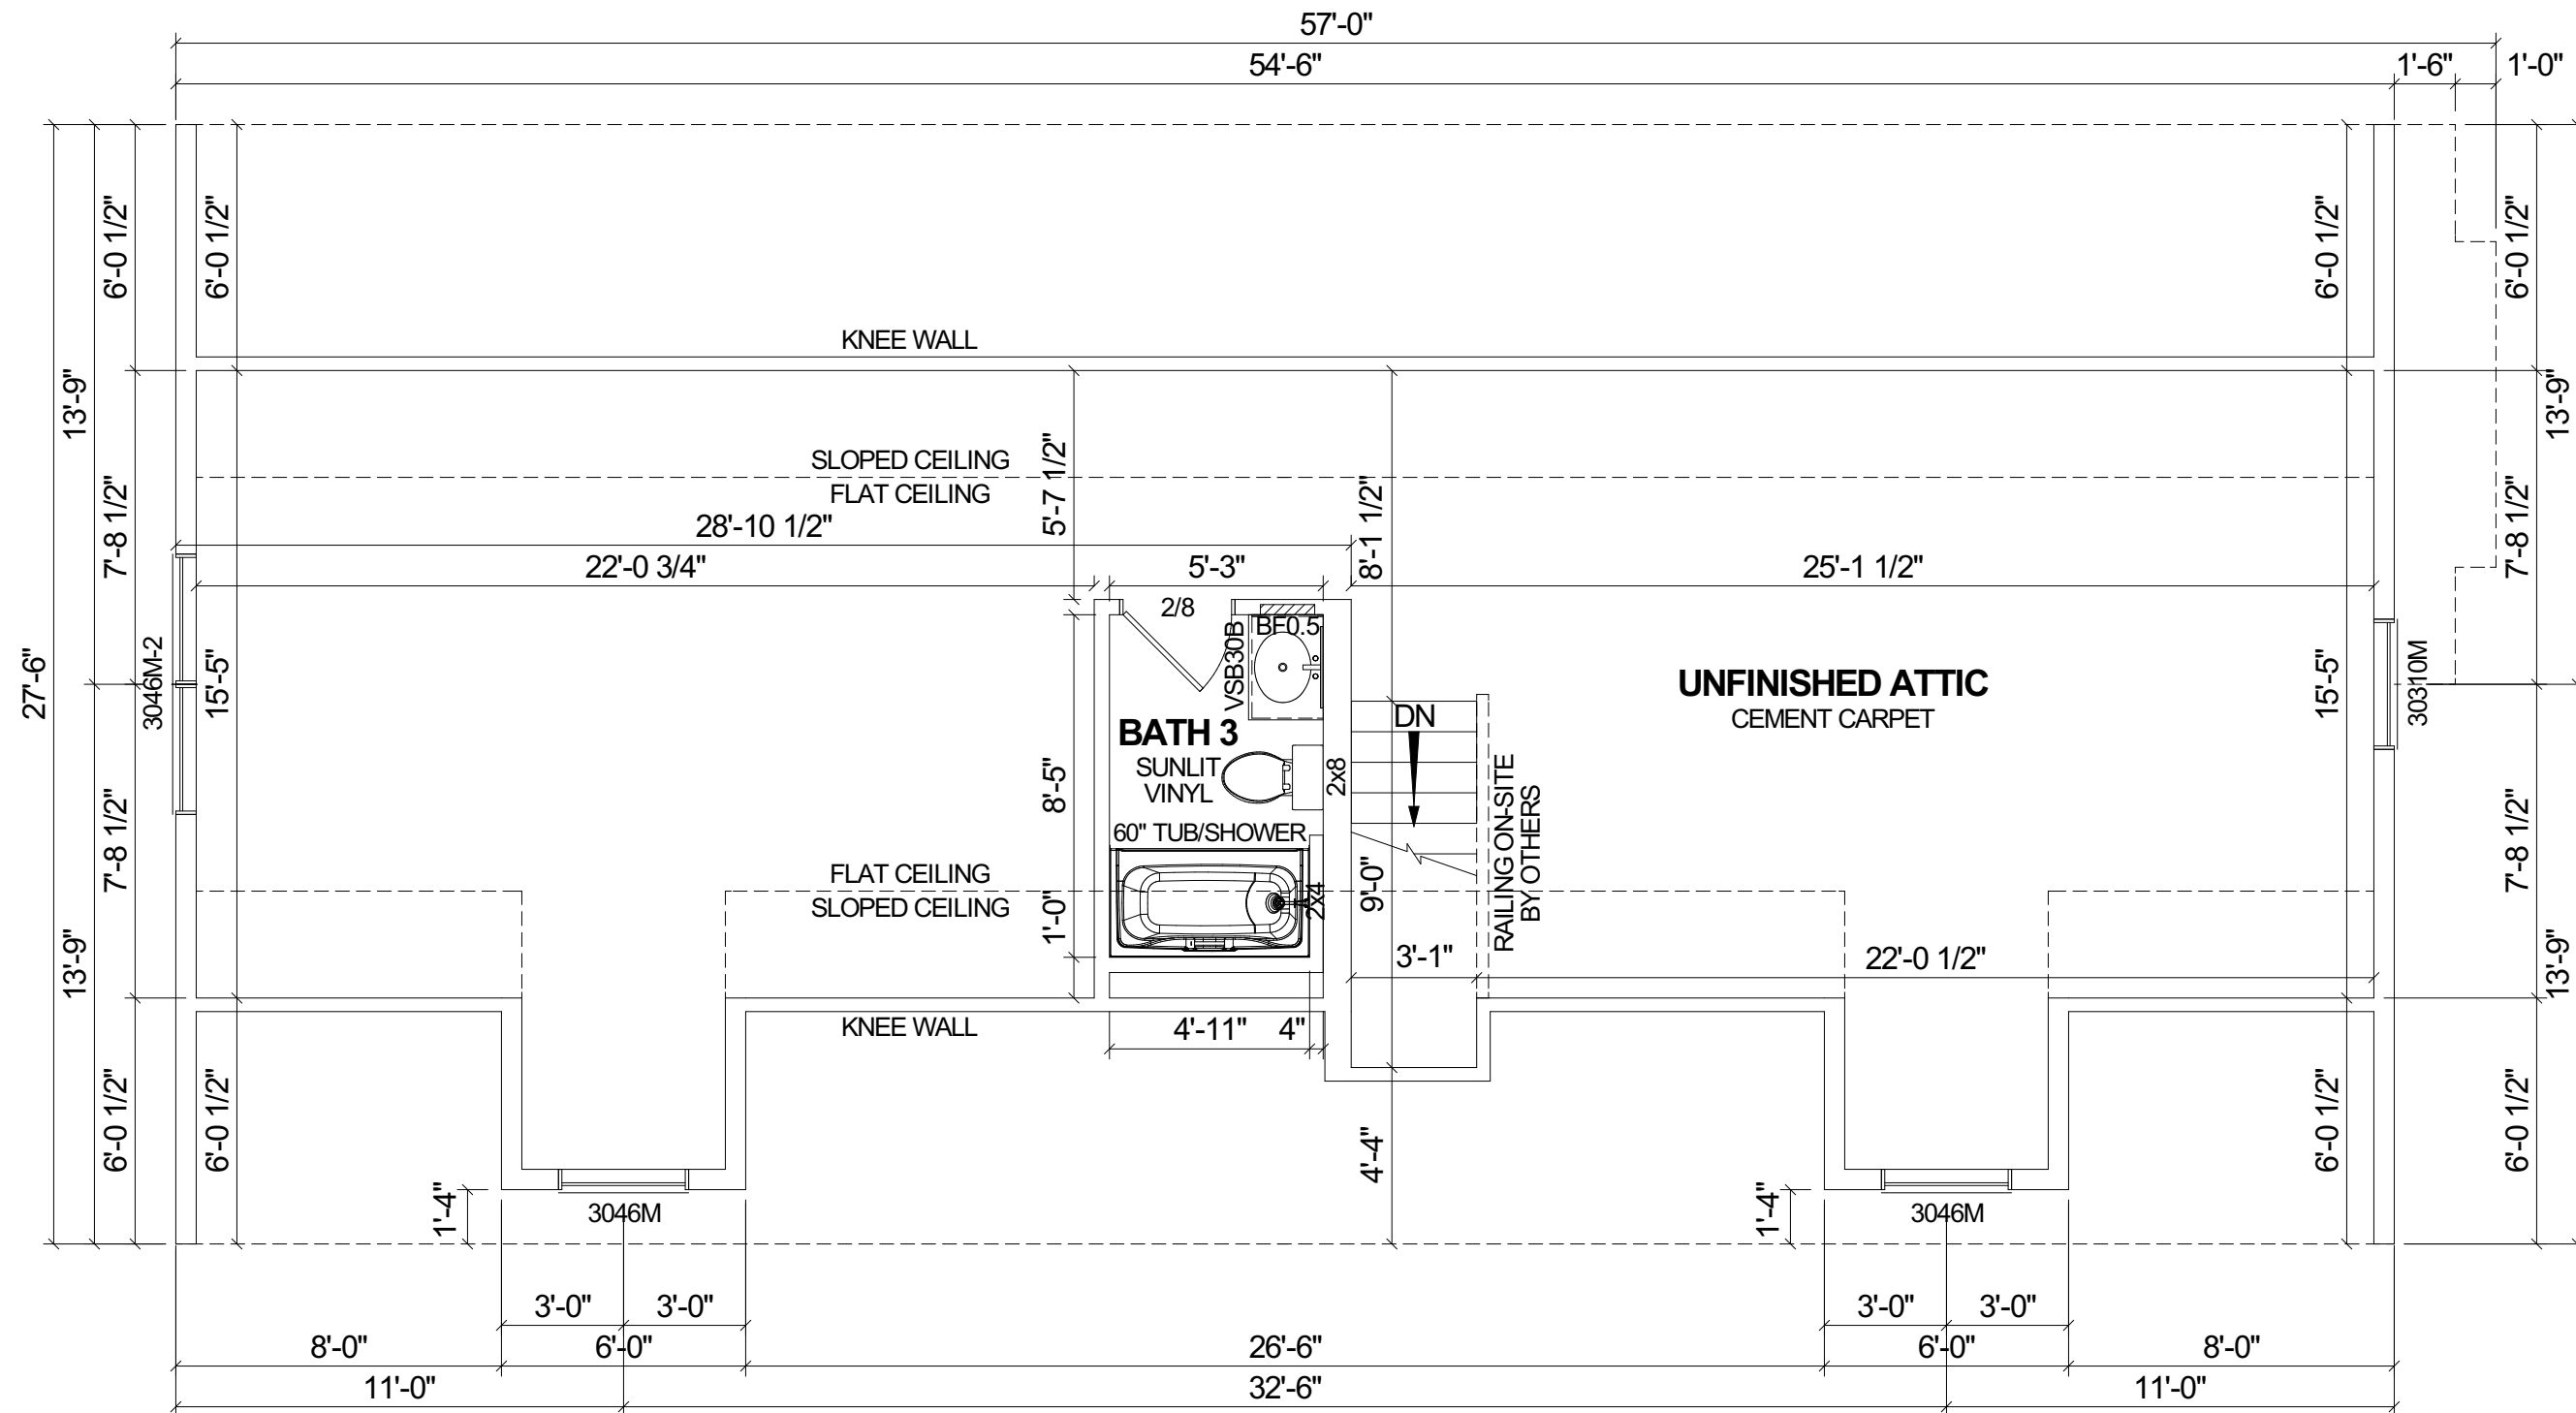 57'-0"
54'-6"
1'-6"
1'-0"
6'-0 1/2"
6'-0 1/2"
6'-0 1/2"
6'-0 1/2"
KNEE WALL
13'-9"
13'-9"
SLOPED CEILING
FLAT CEILING
5'-7 1/2"
8'-1 1/2"
7'-8 1/2"
7'-8 1/2"
28'-10 1/2"
22'-0 3/4"
5'-3"
25'-1 1/2"
2/8
BF0.5
VSB30B
27'-6"
3046M-2
15'-5"
15'-5"
30310M
UNFINISHED ATTIC
CEMENT CARPET
DN
BATH 3
SUNLIT
VINYL
2x8
8'-5"
RAILING ON-SITE
BY OTHERS
60" TUB/SHOWER
7'-8 1/2"
7'-8 1/2"
FLAT CEILING
SLOPED CEILING
1'-0"
2x4
9'-0"
3'-1"
22'-0 1/2"
13'-9"
13'-9"
KNEE WALL
4'-11"
4"
6'-0 1/2"
6'-0 1/2"
4'-4"
6'-0 1/2"
6'-0 1/2"
1'-4"
3046M
1'-4"
3046M
3'-0"
3'-0"
3'-0"
3'-0"
8'-0"
6'-0"
26'-6"
6'-0"
8'-0"
11'-0"
32'-6"
11'-0"